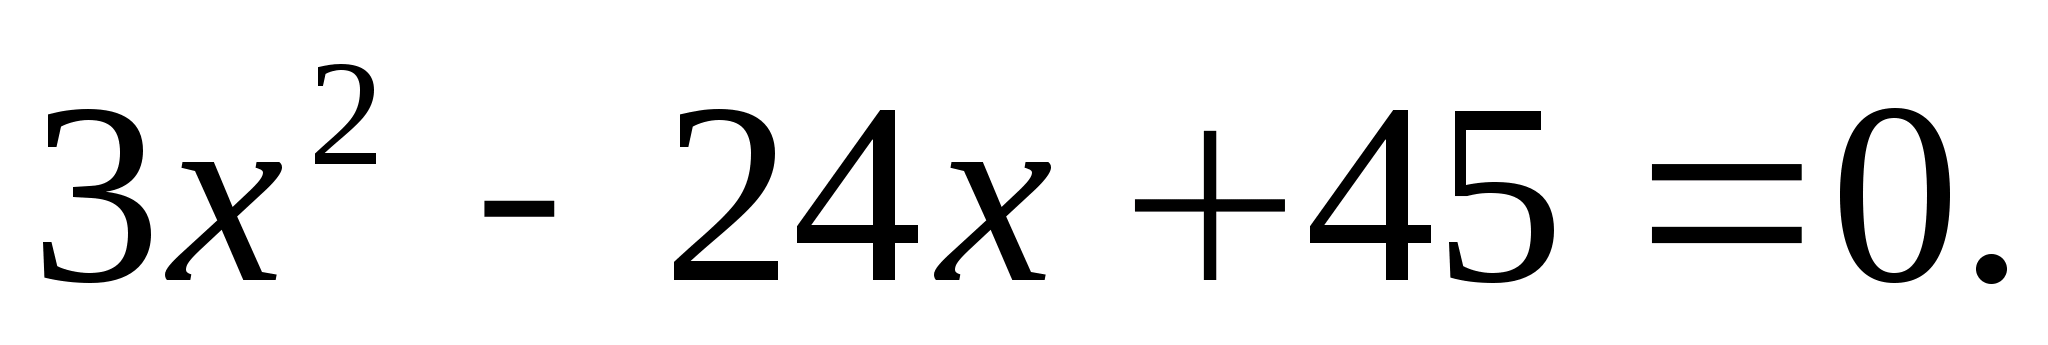 3x² - 24x + 45 = 0.